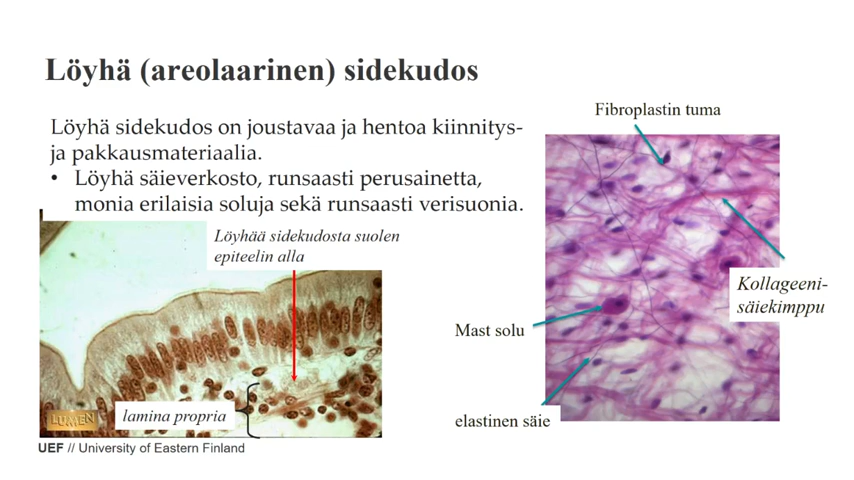 Löyhä (areolaarinen) sidekudos
Löyhä sidekudos on joustavaa ja hentoa kiinnitys-
ja pakkausmateriaalia.
• Löyhä säieverkosto, runsaasti perusainetta,
monia erilaisia soluja sekä runsaasti verisuonia.
Löyhää sidekudosta suolen
epiteelin alla
lamina propria
LUMEN
Fibroplastin tuma
Kollageeni-
säiekimppu
Mast solu
elastinen säie
UEF // University of Eastern Finland